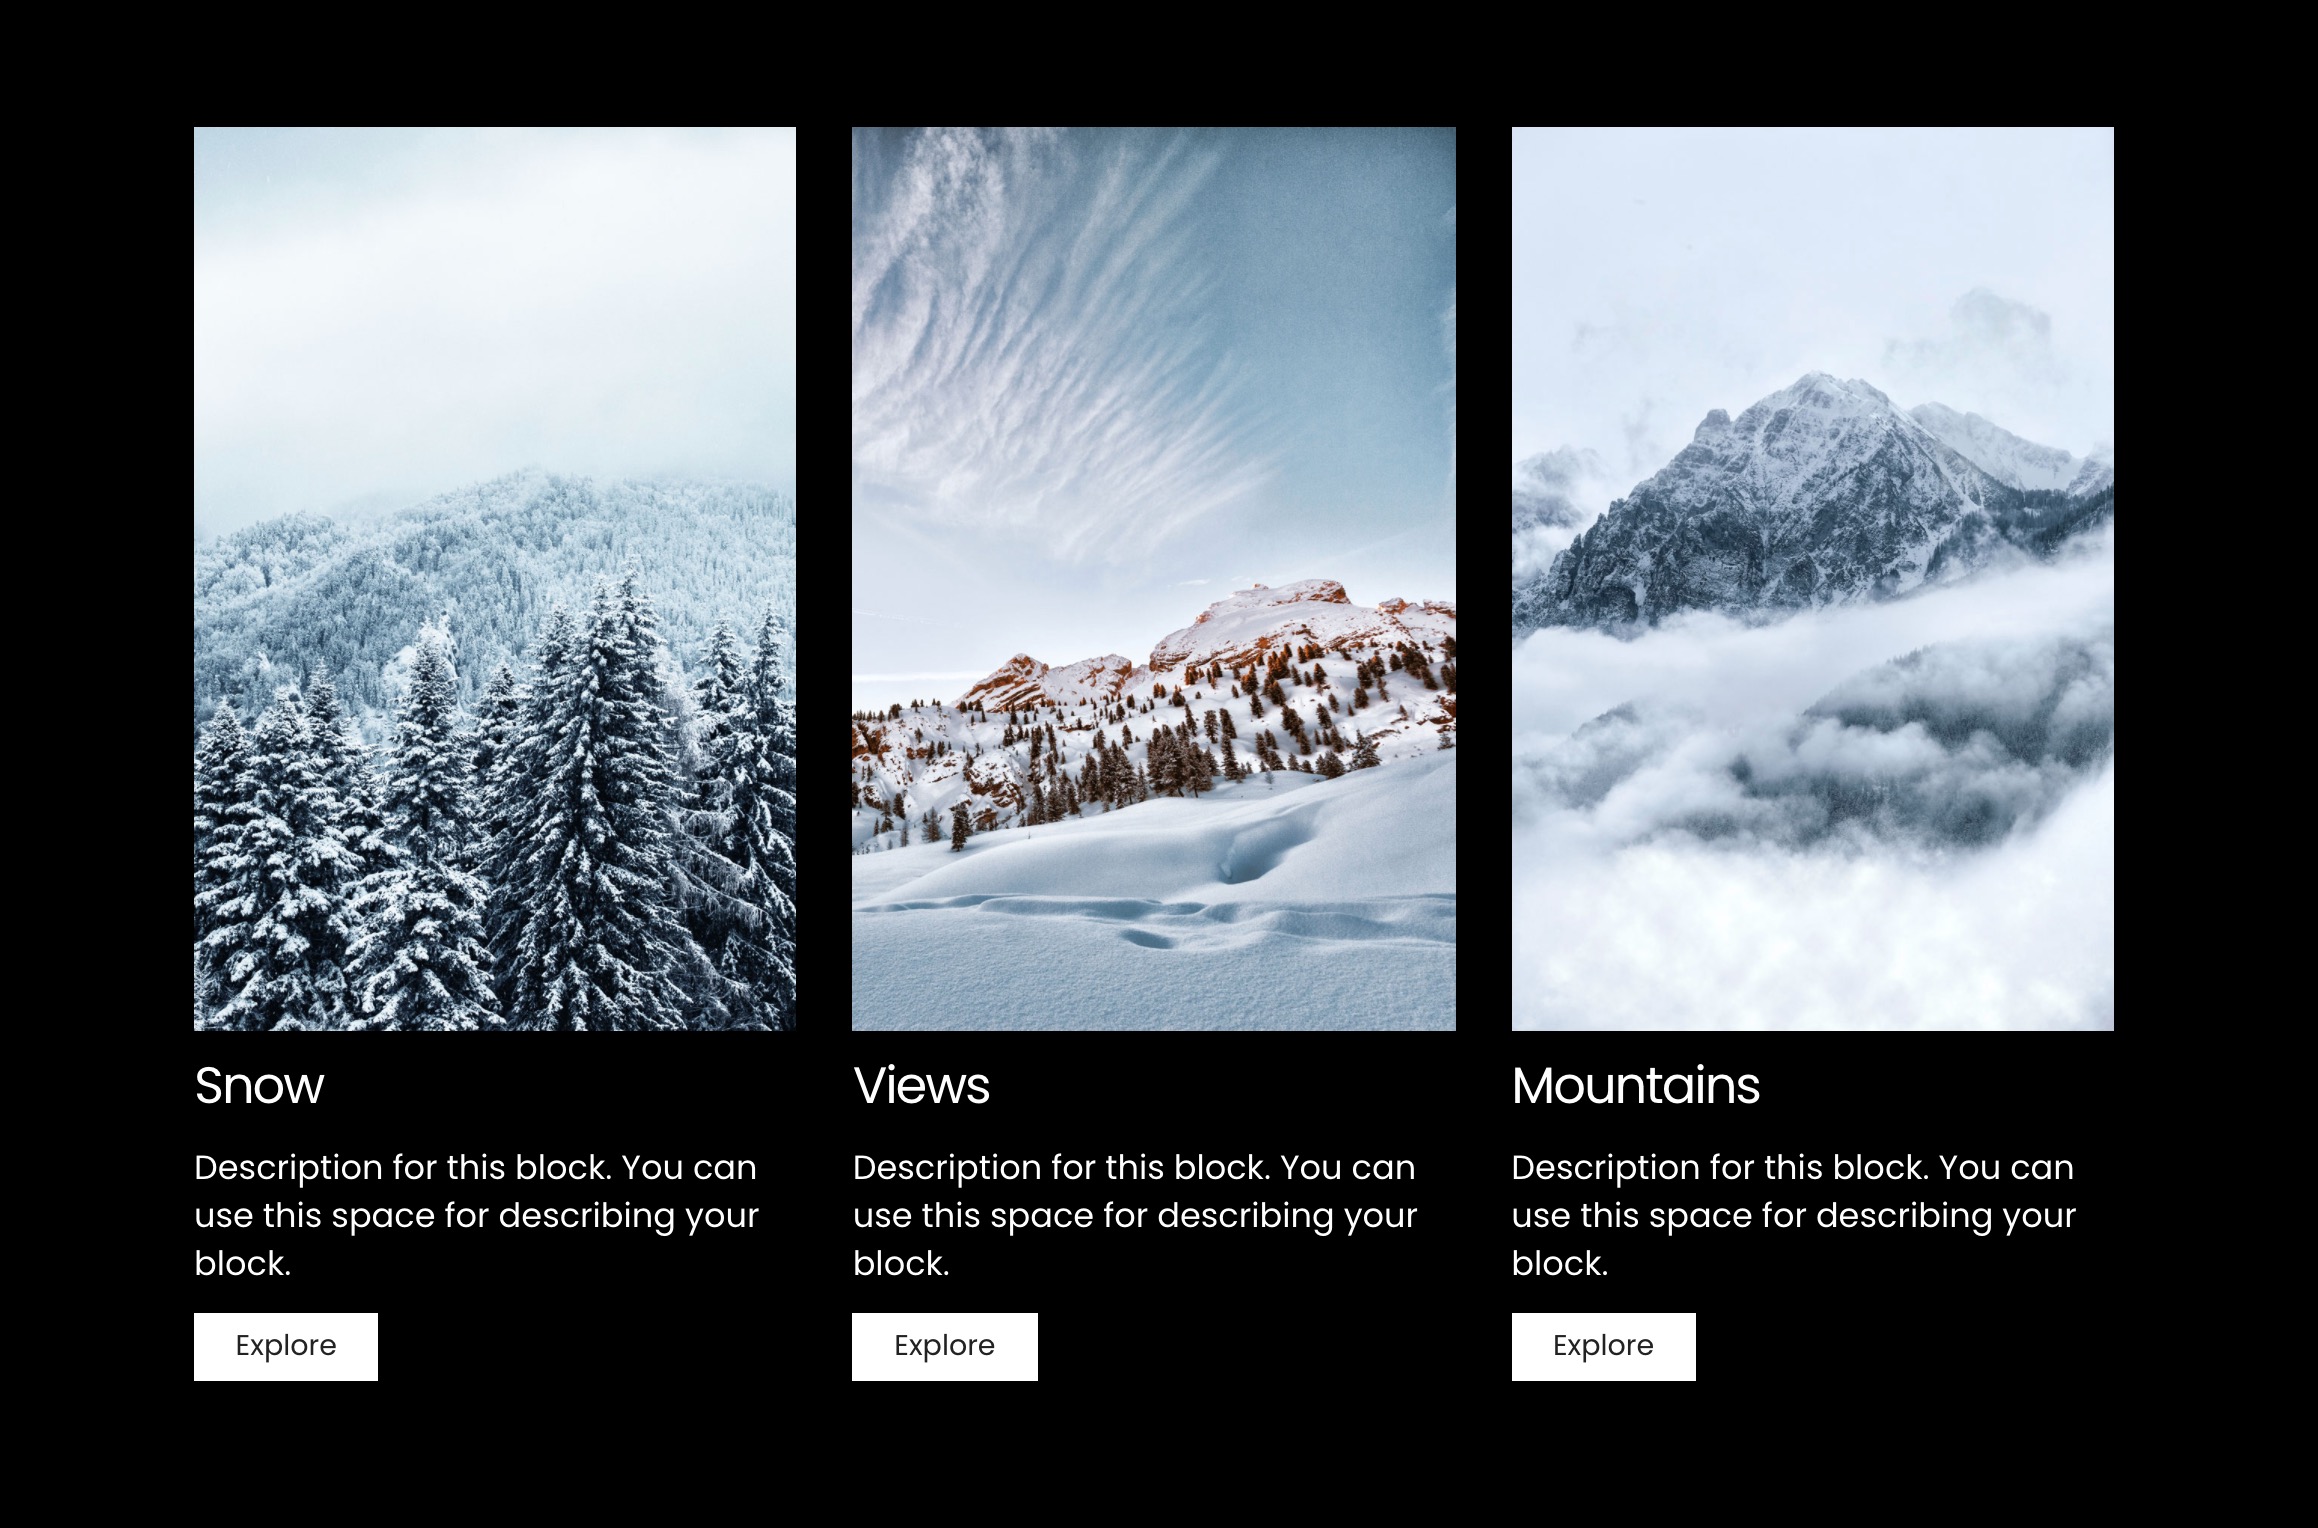 Snow
Description for this block. You can
use this space for describing your
block.
Explore
Views
Description for this block. You can
use this space for describing your
block.
Explore
Mountains
Description for this block. You can
use this space for describing your
block.
Explore